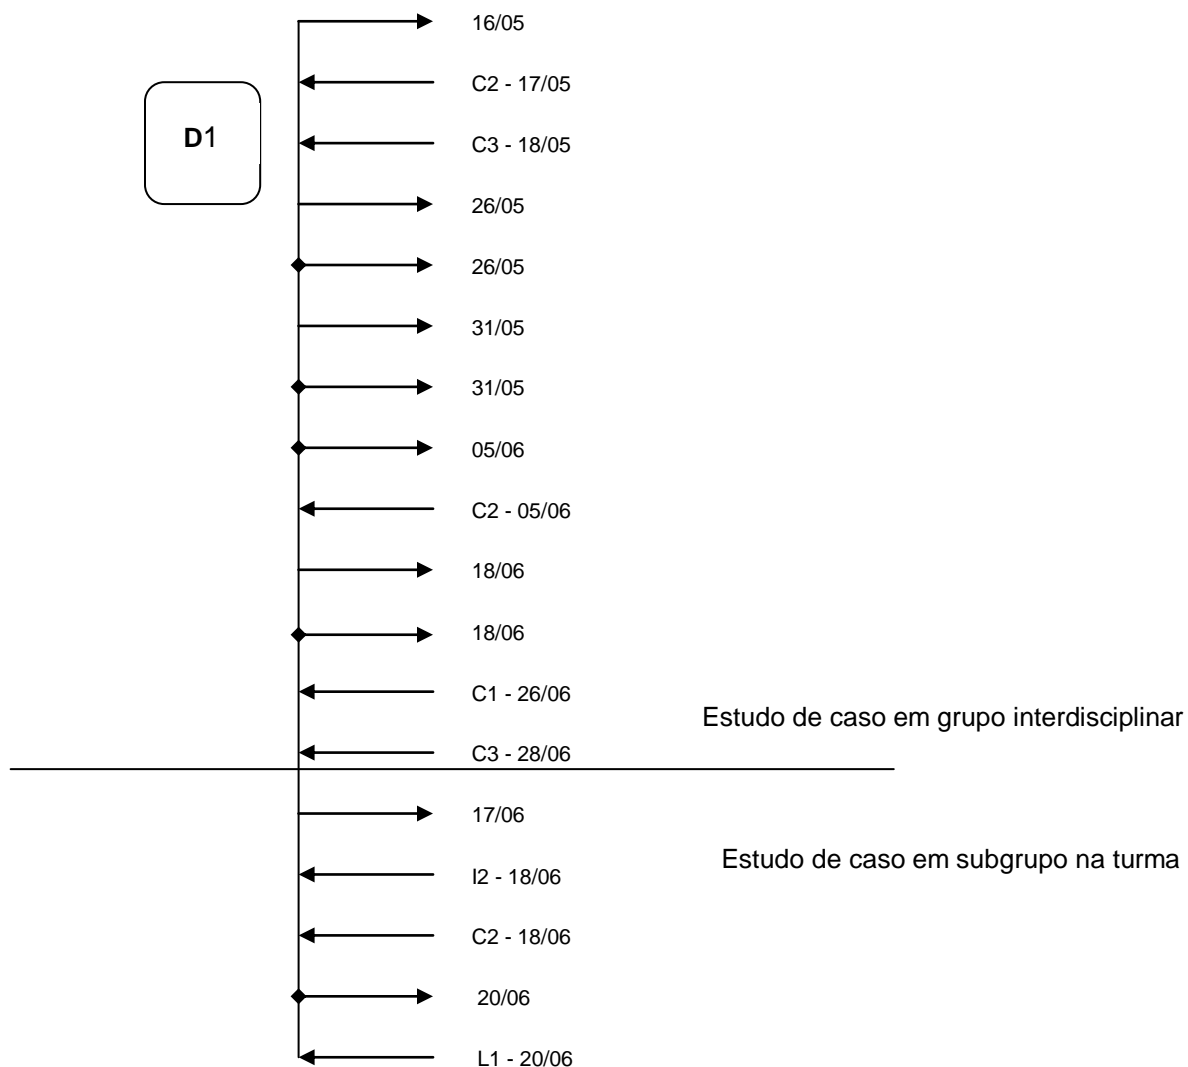 16/05
C2 - 17/05
D1
C3 - 18/05
26/05
26/05
31/05
31/05
05/06
C2 - 05/06
18/06
18/06
C1 - 26/06
Estudo de caso em grupo interdisciplinar
C3 - 28/06
17/06
Estudo de caso em subgrupo na turma
I2 - 18/06
C2 - 18/06
20/06
L1 - 20/06